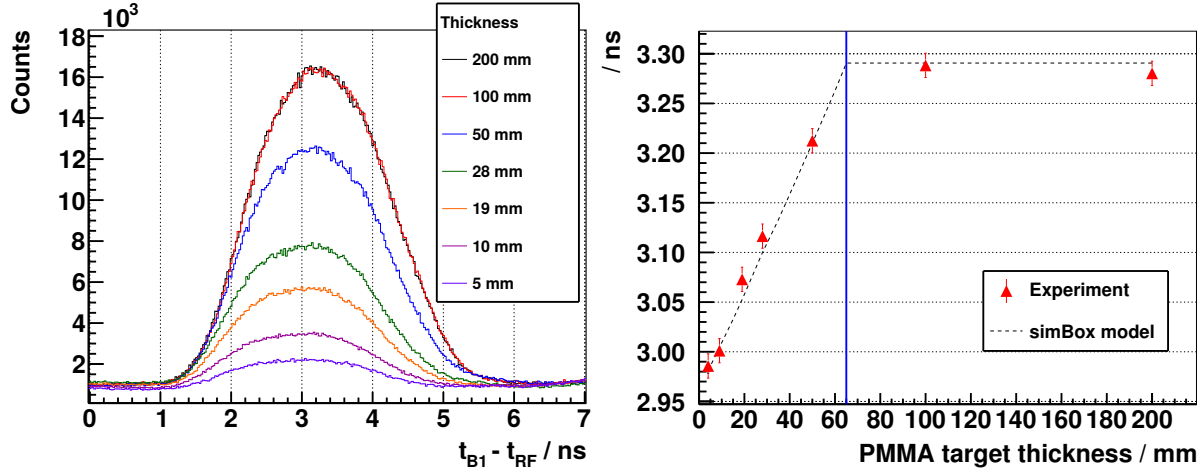 10³
Counts
18
16
14
12
10
8
6
4
2
0 1 2 3 4 5 6 7
t_B1 - t_RF / ns
Thickness
200 mm
100 mm
50 mm
28 mm
19 mm
10 mm
5 mm
/ ns
3.30
3.25
3.20
3.15
3.10
3.05
3.00
2.95
0 20 40 60 80 100 120 140 160 180 200
PMMA target thickness / mm
Experiment
simBox model